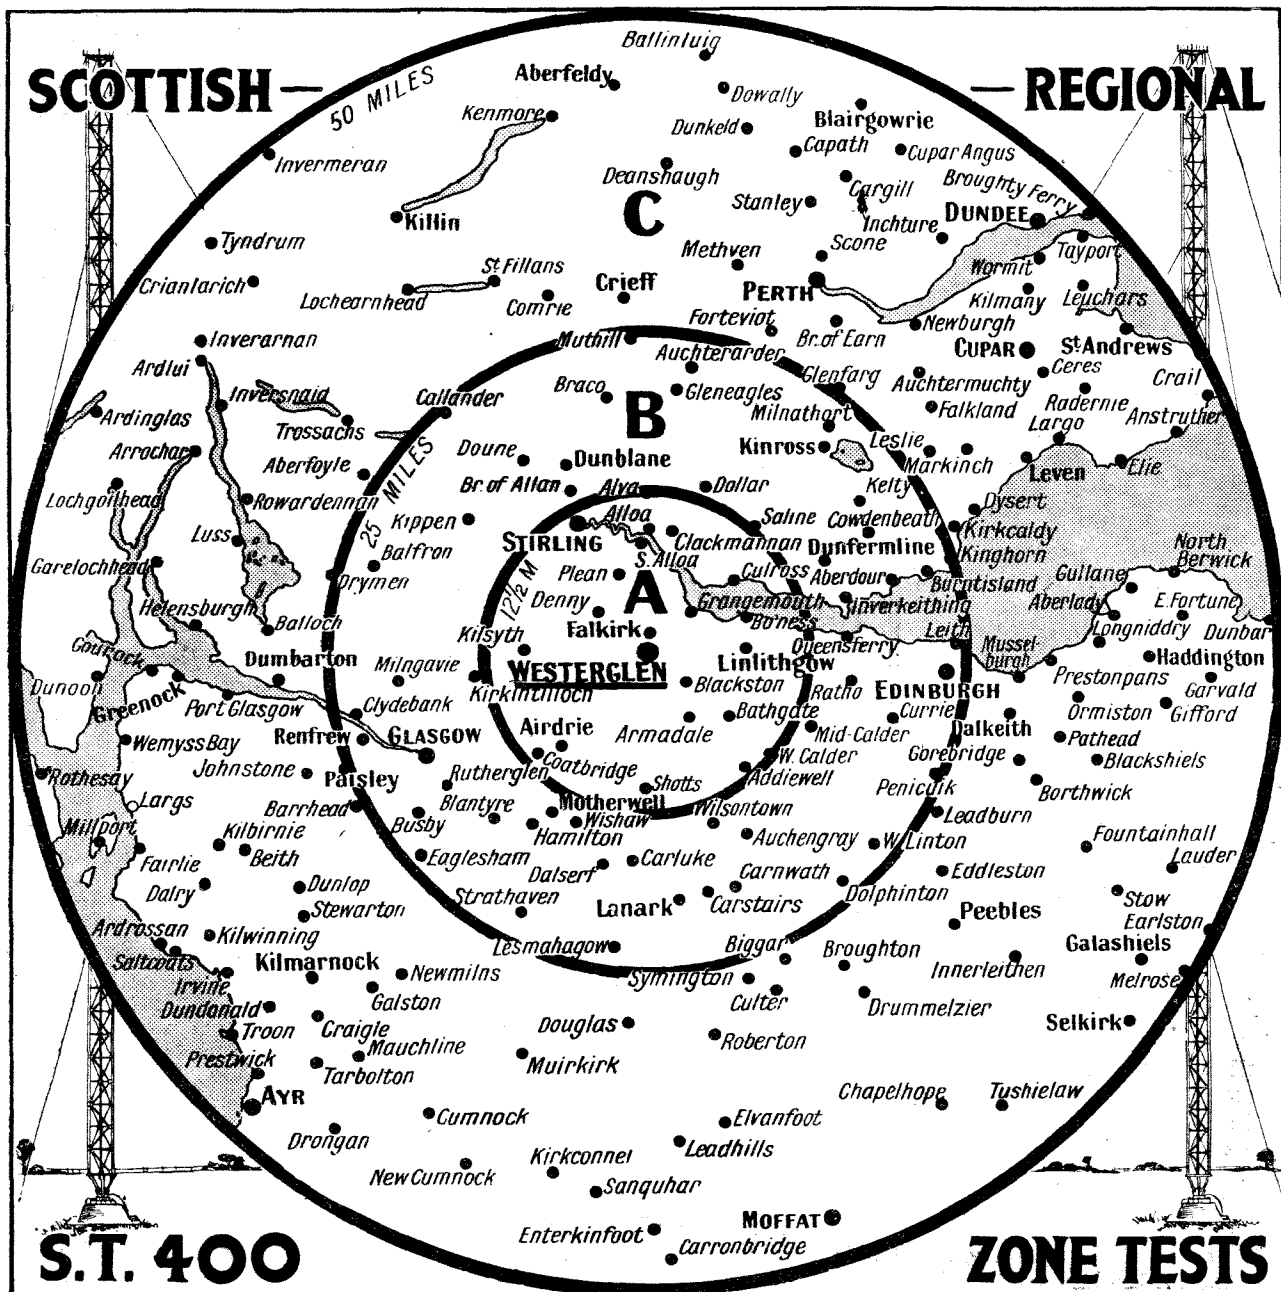 SCOTTISH — REGIONAL
50 MILES
Ballinluig
Aberfeldy
Dowally
Kenmore
Dunkeld
Blairgowrie
Capath
Cupar Angus
Invermeran
Deanshaugh
Cargill
Broughty Ferry
C
Stanley
Inchture
DUNDEE
Killin
Tyndrum
Methven
Scone
Tayport
Wormit
Crianlarich
St Fillans
Lochearnhead
Comrie
Crieff
PERTH
Kilmany
Leuchars
Forteviot
Br. of Earn
Newburgh
Inverarnan
Muthill
Auchterarder
CUPAR
St Andrews
Ardlui
Glenfarg
Auchtermuchty
Ceres
Crail
Inversnaid
Callander
Braco
Gleneagles
Falkland
Radernie
Anstruther
Ardinglas
Trossachs
B
Milnathort
Largo
Arrochar
Doune
Dunblane
Kinross
Leslie
Markinch
Leven
Elie
Aberfoyle
25 MILES
Lochgoilhead
Rowardennan
Br. of Allan
Alva
Dollar
Kelty
Dysert
Kippen
Alloa
Saline
Cowdenbeath
Kirkcaldy
Luss
Balfron
STIRLING
S. Alloa
Clackmannan
Dunfermline
Kinghorn
North Berwick
Garelochhead
Drymen
12½ M
Plean
Culross
Aberdour
Burntisland
Gullane
Helensburgh
Denny
A
Grangemouth
Inverkeithing
Aberlady
E. Fortune
Balloch
Kilsyth
Falkirk
Bo'ness
Queensferry
Leith
Longniddry
Dunbar
Gourock
Dumbarton
Milngavie
WESTERGLEN
Linlithgow
Musselburgh
Haddington
Dunoon
Greenock
Kirkintilloch
Blackston
Ratho
EDINBURGH
Prestonpans
Garvald
Port Glasgow
Clydebank
Bathgate
Currie
Ormiston
Gifford
Wemyss Bay
Renfrew
GLASGOW
Airdrie
Armadale
Mid-Calder
Dalkeith
Pathead
Rothesay
Johnstone
Paisley
Rutherglen
Coatbridge
Shotts
W. Calder
Addiewell
Gorebridge
Blackshiels
Largs
Barrhead
Blantyre
Motherwell
Wilsontown
Penicuik
Borthwick
Millport
Kilbirnie
Busby
Hamilton
Wishaw
Auchengray
Leadburn
Fountainhall
Fairlie
Beith
Eaglesham
Dalserf
Carluke
W. Linton
Lauder
Dalry
Dunlop
Carnwath
Eddleston
Stewarton
Strathaven
Lanark
Carstairs
Dolphinton
Stow
Ardrossan
Kilwinning
Peebles
Earlston
Saltcoats
Lesmahagow
Biggar
Broughton
Galashiels
Irvine
Kilmarnock
Newmilns
Symington
Innerleithen
Melrose
Dundonald
Galston
Culter
Drummelzier
Troon
Craigie
Douglas
Roberton
Selkirk
Prestwick
Mauchline
Muirkirk
Tarbolton
AYR
Cumnock
Elvanfoot
Chapelhope
Tushielaw
Drongan
Leadhills
New Cumnock
Kirkconnel
Sanquhar
Enterkinfoot
MOFFAT
Carronbridge
S.T. 400
ZONE TESTS